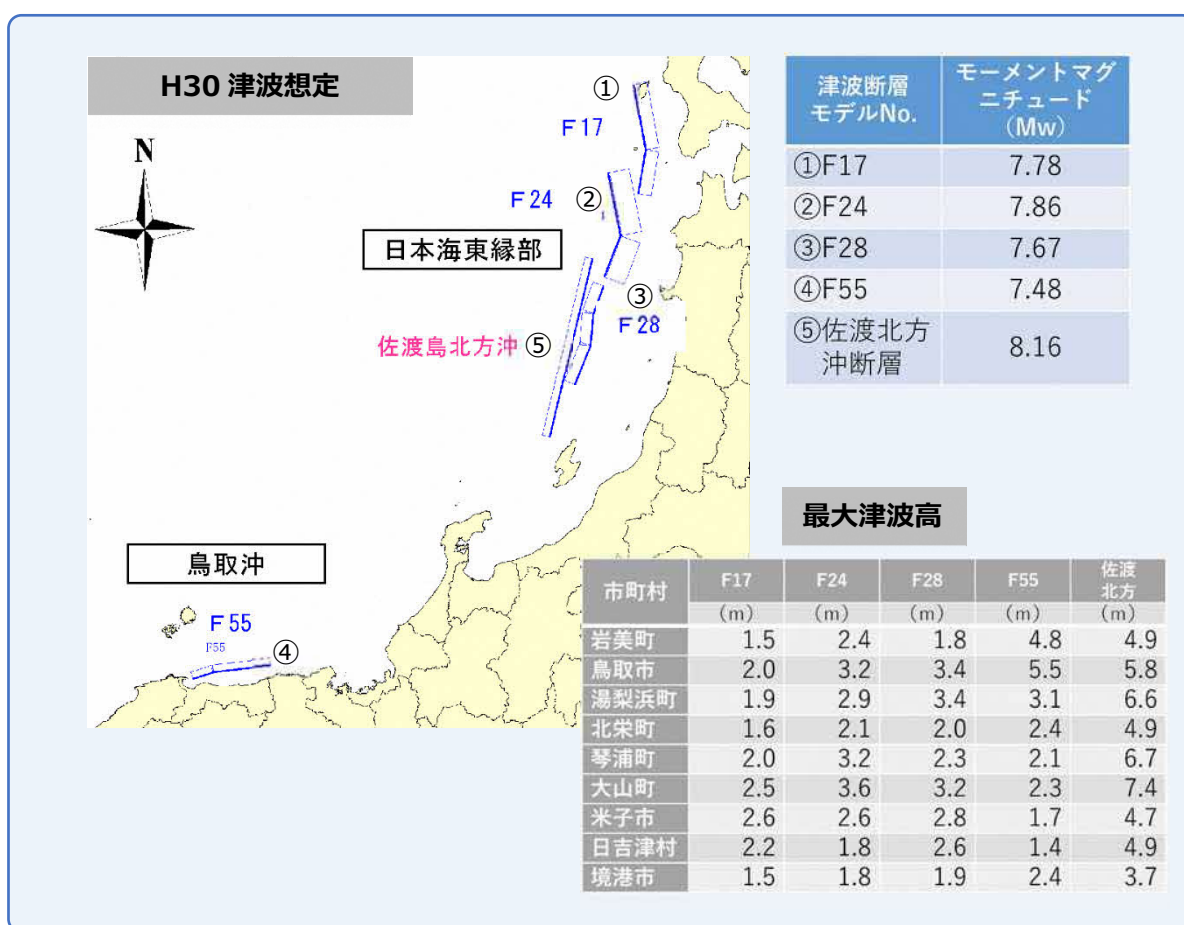 H30 津波想定
N
①
F17
F24
②
日本海東縁部
③
F28
佐渡島北方沖 ⑤
鳥取沖
F55
F55
④
津波断層
モデルNo.
モーメントマグ
ニチュード
(Mw)
①F17 7.78
②F24 7.86
③F28 7.67
④F55 7.48
⑤佐渡北方
沖断層
8.16
最大津波高
市町村 F17 F24 F28 F55 佐渡
北方
(m) (m) (m) (m) (m)
岩美町 1.5 2.4 1.8 4.8 4.9
鳥取市 2.0 3.2 3.4 5.5 5.8
湯梨浜町 1.9 2.9 3.4 3.1 6.6
北栄町 1.6 2.1 2.0 2.4 4.9
琴浦町 2.0 3.2 2.3 2.1 6.7
大山町 2.5 3.6 3.2 2.3 7.4
米子市 2.6 2.6 2.8 1.7 4.7
日吉津村 2.2 1.8 2.6 1.4 4.9
境港市 1.5 1.8 1.9 2.4 3.7